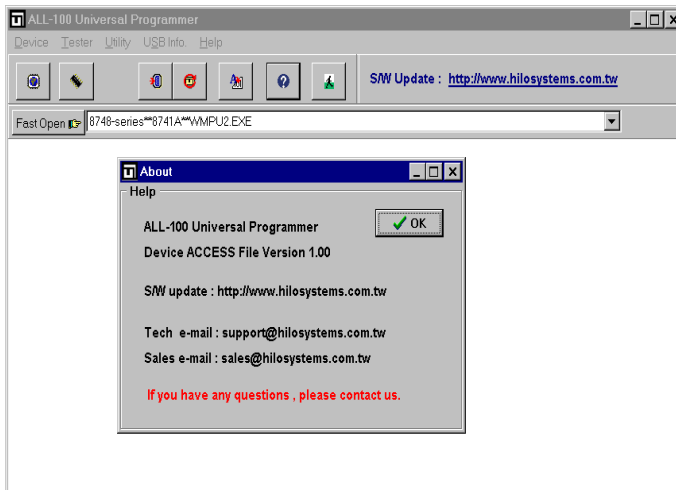 ALL-100 Universal Programmer
Device Tester Utility USB Info. Help
S/W Update : http://www.hilosystems.com.tw
Fast Open 8748-series**8741A**WMPU2.EXE
About
Help
OK
ALL-100 Universal Programmer
Device ACCESS File Version 1.00
S/W update : http://www.hilosystems.com.tw
Tech e-mail : support@hilosystems.com.tw
Sales e-mail : sales@hilosystems.com.tw
If you have any questions , please contact us.